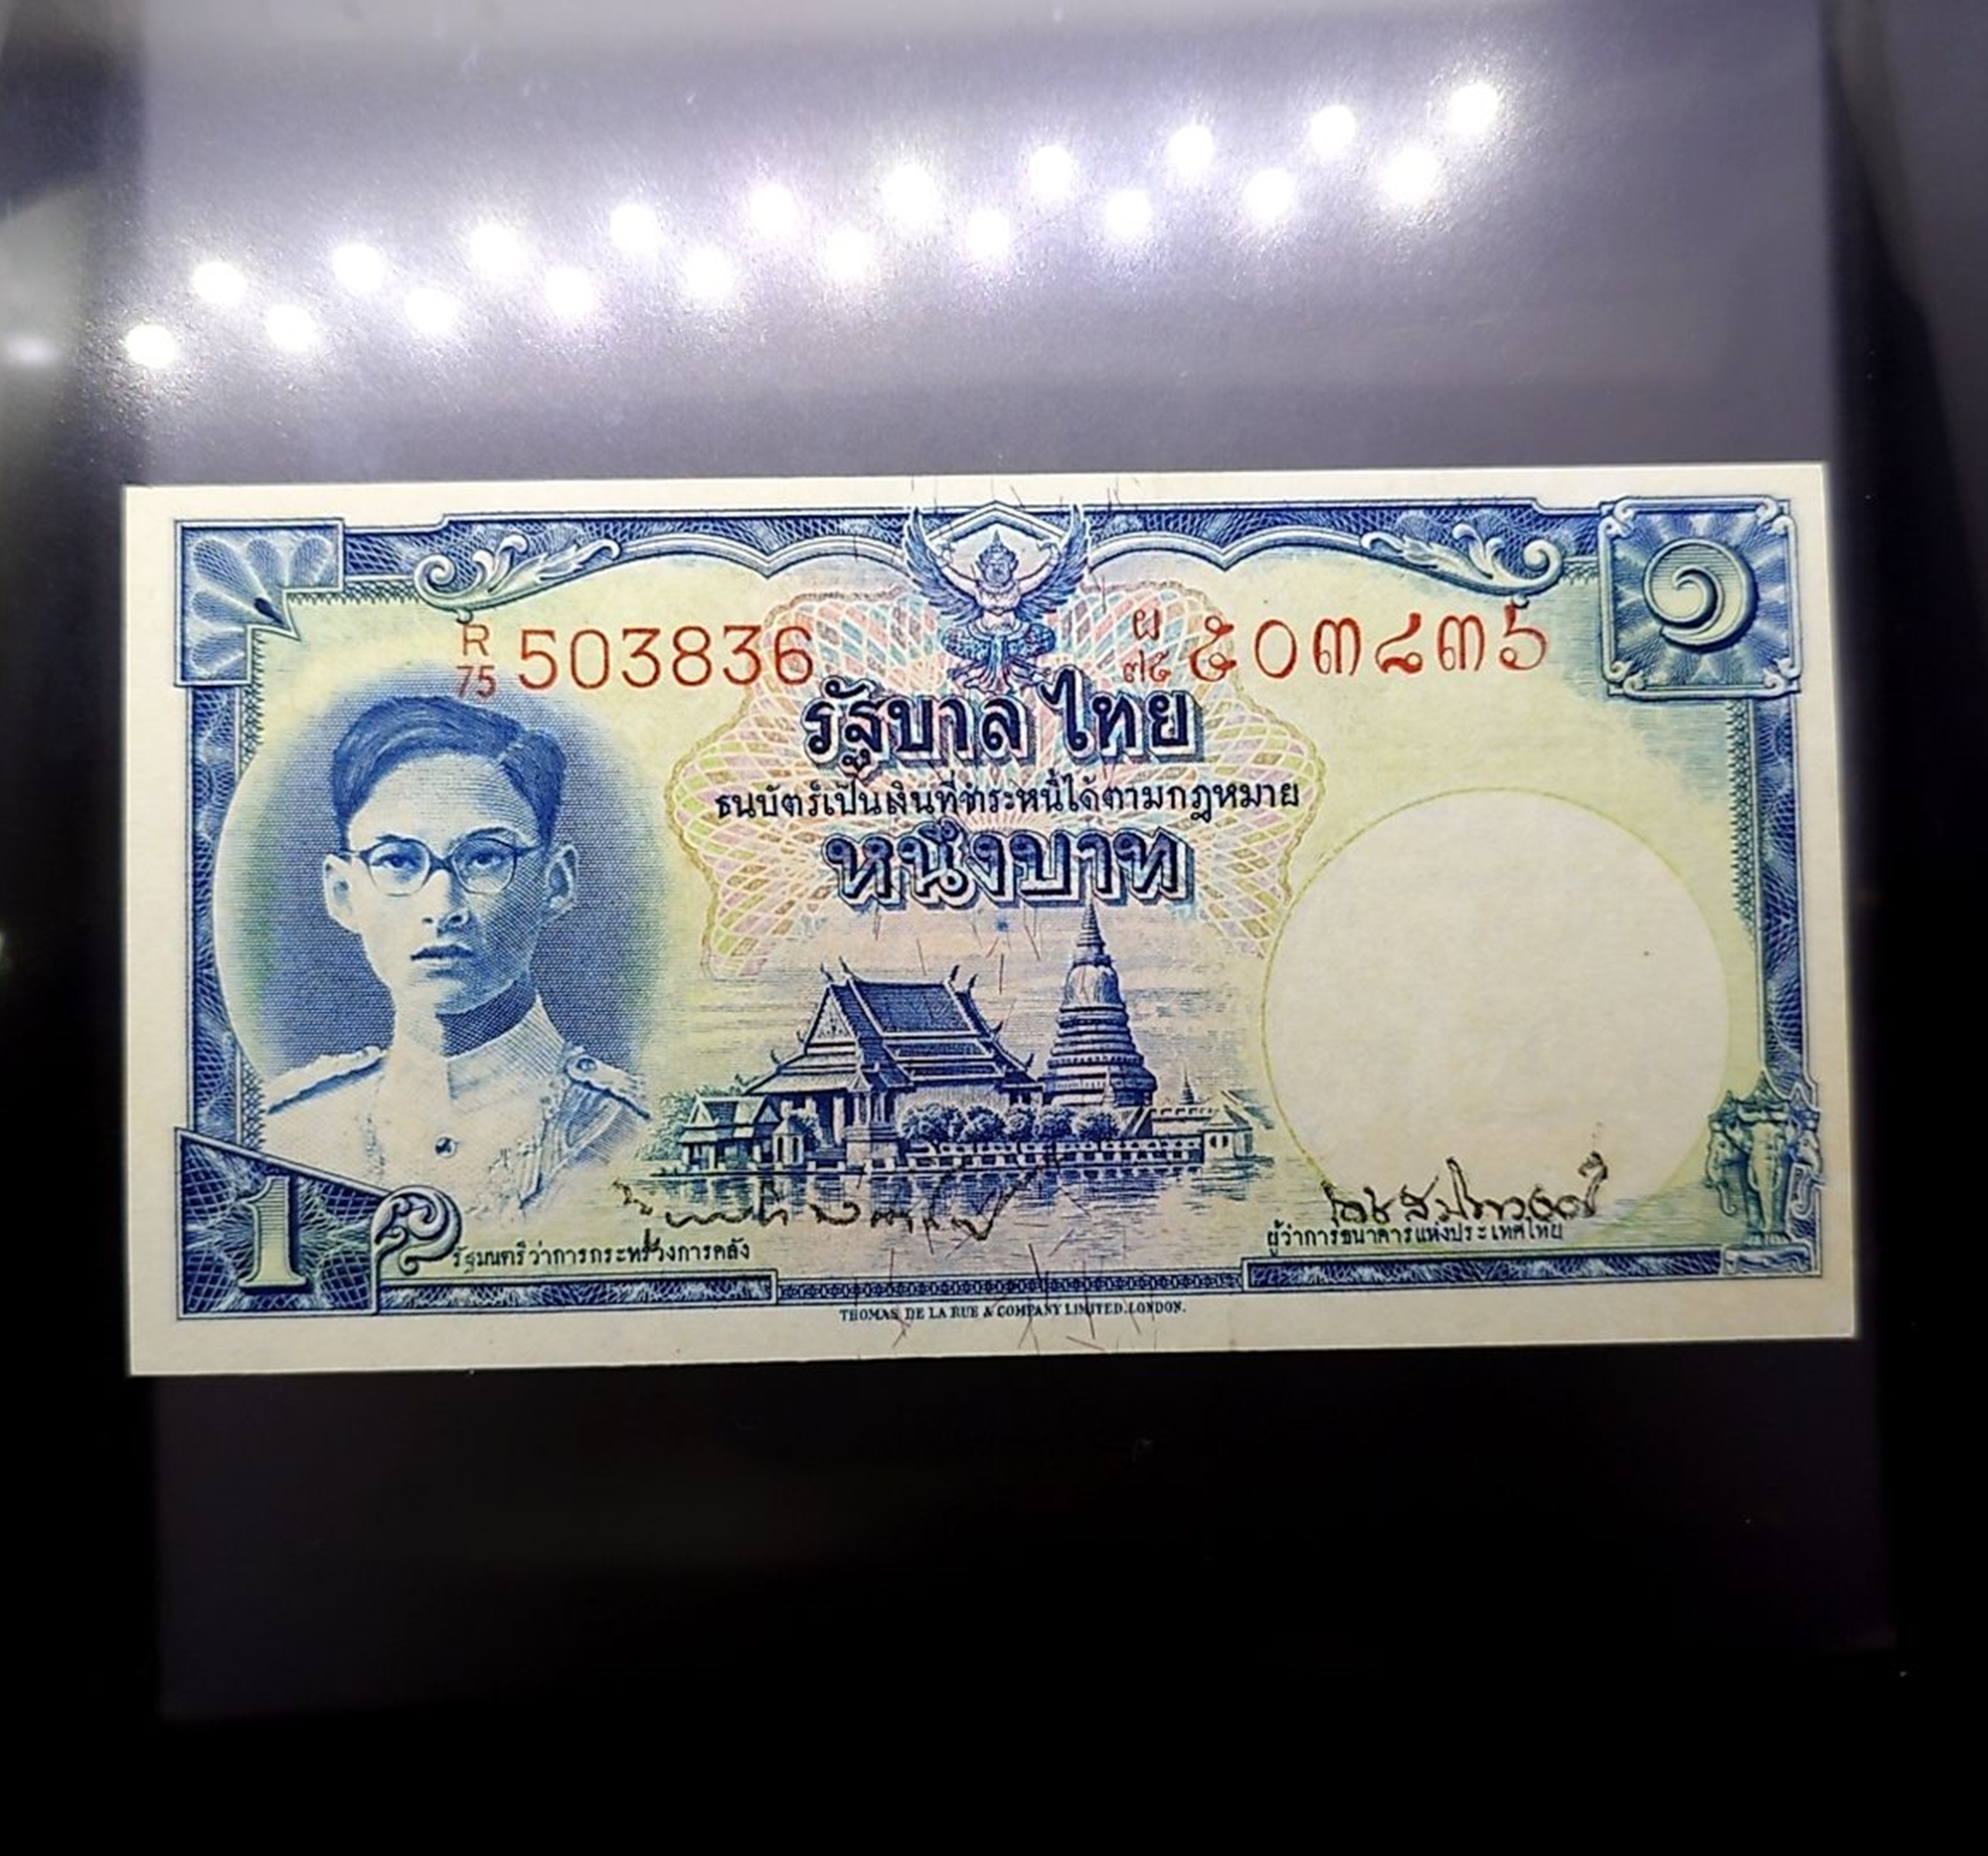 ๑
R
75 503836
ผ
๓๕ ๕๐๓๘๓๖
รัฐบาลไทย
ธนบัตร์เป็นเงินที่ชำระหนี้ได้ตามกฎหมาย
หนึ่งบาท
1
รัฐมนตรีว่าการกระทรวงการคลัง
ผู้ว่าการธนาคารแห่งประเทศไทย
THOMAS DE LA RUE & COMPANY LIMITED. LONDON.